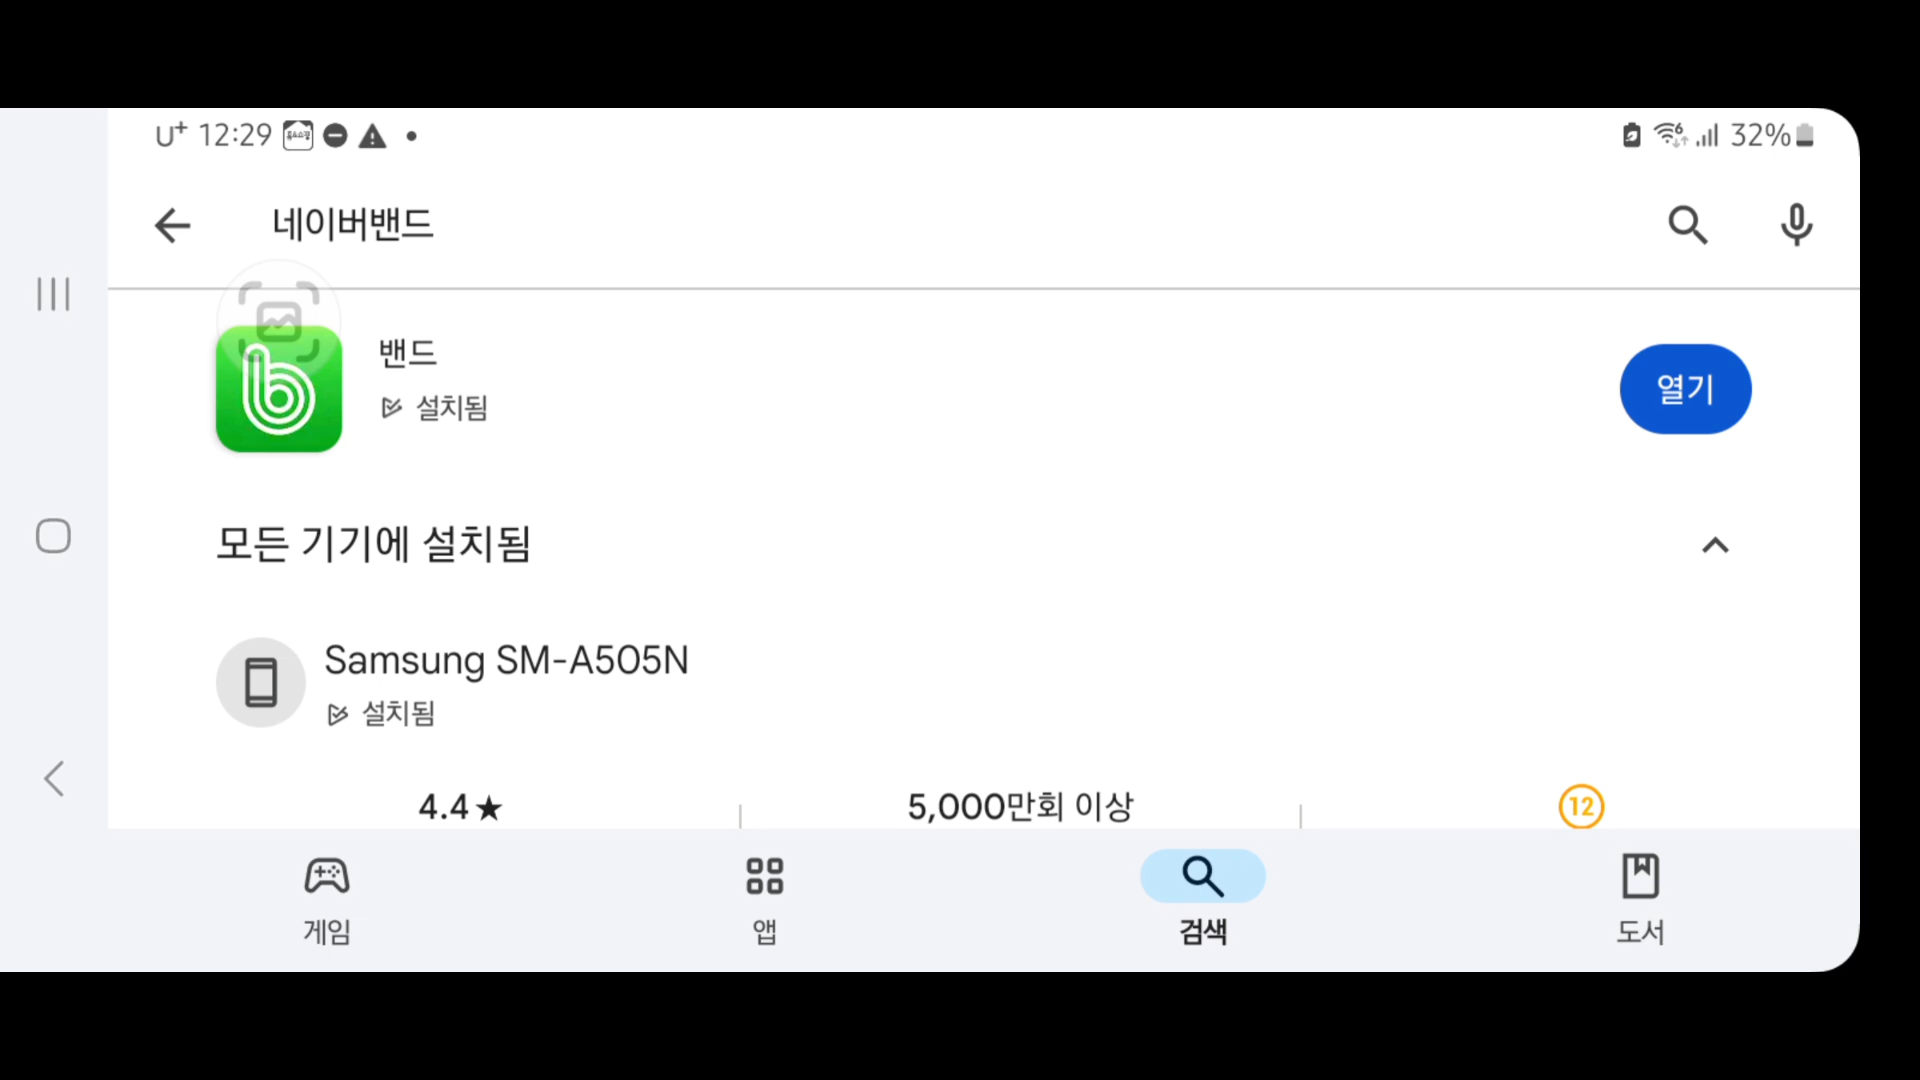 U+ 12:29
32%
네이버밴드
밴드
설치됨
열기
모든 기기에 설치됨
Samsung SM-A505N
설치됨
4.4★
5,000만회 이상
12
게임
앱
검색
도서